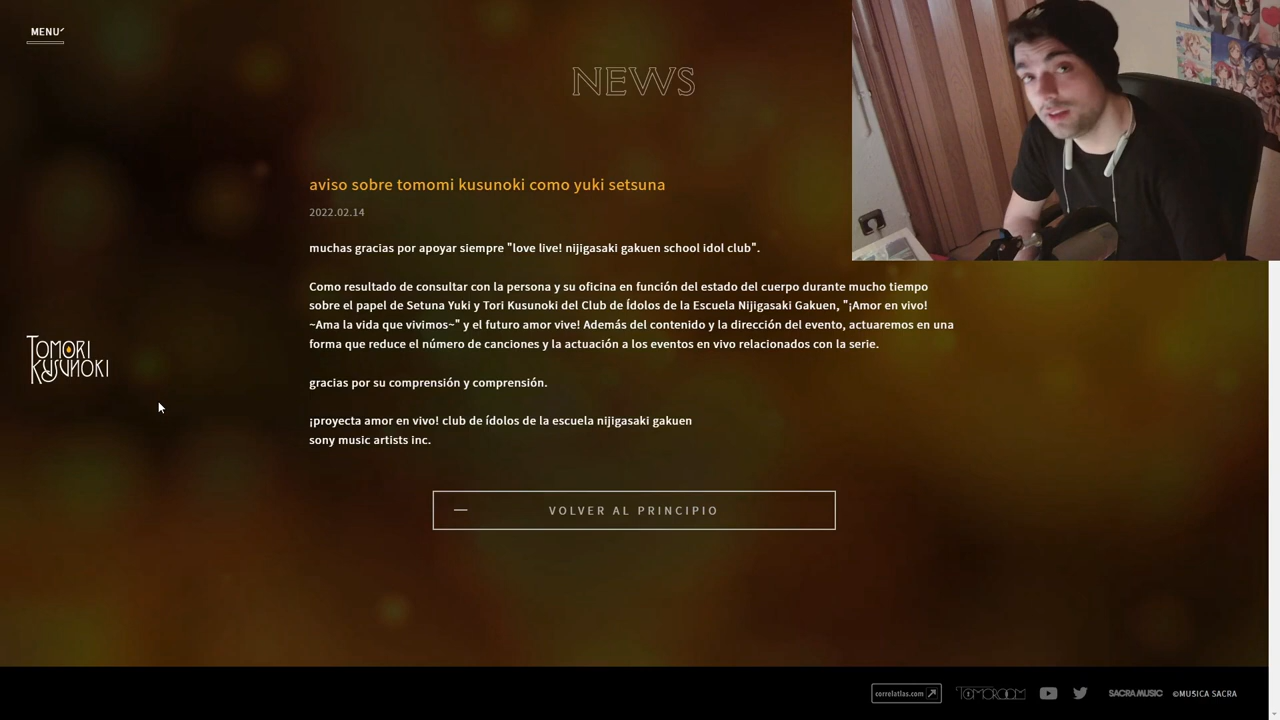 MENU
NEWS
aviso sobre tomomi kusunoki como yuki setsuna
2022.02.14
muchas gracias por apoyar siempre "love live! nijigasaki gakuen school idol club".
Como resultado de consultar con la persona y su oficina en función del estado del cuerpo durante mucho tiempo
sobre el papel de Setuna Yuki y Tori Kusunoki del Club de Ídolos de la Escuela Nijigasaki Gakuen, "¡Amor en vivo!
~Ama la vida que vivimos~" y el futuro amor vive! Además del contenido y la dirección del evento, actuaremos en una
forma que reduce el número de canciones y la actuación a los eventos en vivo relacionados con la serie.
gracias por su comprensión y comprensión.
¡proyecta amor en vivo! club de ídolos de la escuela nijigasaki gakuen
sony music artists inc.
TOMORI
KUSUNOKI
VOLVER AL PRINCIPIO
correlatlas.com
TOMOROOM
SACRA MUSIC
©MUSICA SACRA